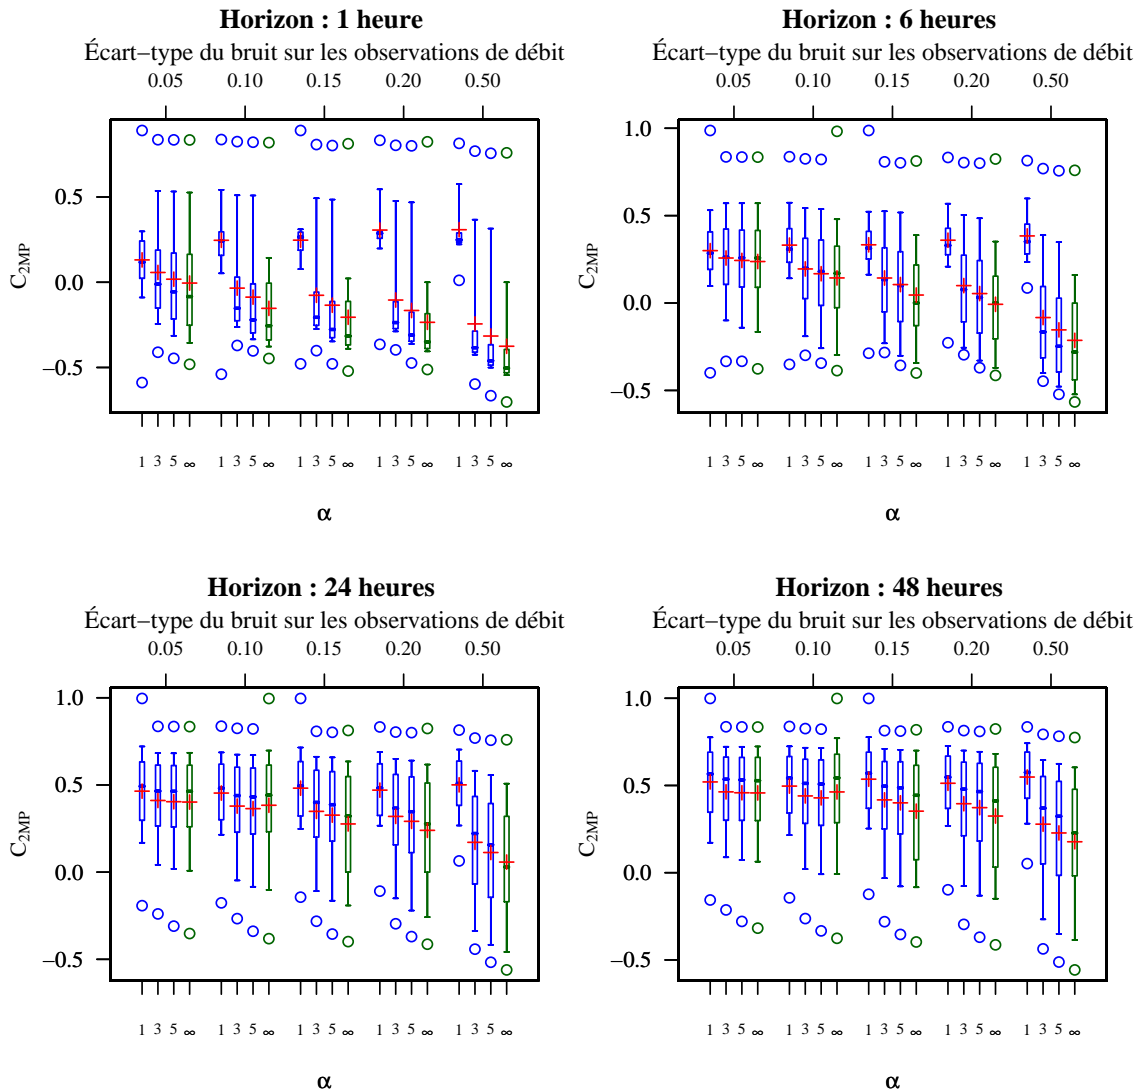 Horizon : 1 heure
Écart−type du bruit sur les observations de débit
0.05 0.10 0.15 0.20 0.50
0.5
0.0
−0.5
C2MP
1 3 5 ∞ 1 3 5 ∞ 1 3 5 ∞ 1 3 5 ∞ 1 3 5 ∞
α
Horizon : 6 heures
Écart−type du bruit sur les observations de débit
0.05 0.10 0.15 0.20 0.50
1.0
0.5
0.0
−0.5
C2MP
1 3 5 ∞ 1 3 5 ∞ 1 3 5 ∞ 1 3 5 ∞ 1 3 5 ∞
α
Horizon : 24 heures
Écart−type du bruit sur les observations de débit
0.05 0.10 0.15 0.20 0.50
1.0
0.5
0.0
−0.5
C2MP
1 3 5 ∞ 1 3 5 ∞ 1 3 5 ∞ 1 3 5 ∞ 1 3 5 ∞
α
Horizon : 48 heures
Écart−type du bruit sur les observations de débit
0.05 0.10 0.15 0.20 0.50
1.0
0.5
0.0
−0.5
C2MP
1 3 5 ∞ 1 3 5 ∞ 1 3 5 ∞ 1 3 5 ∞ 1 3 5 ∞
α